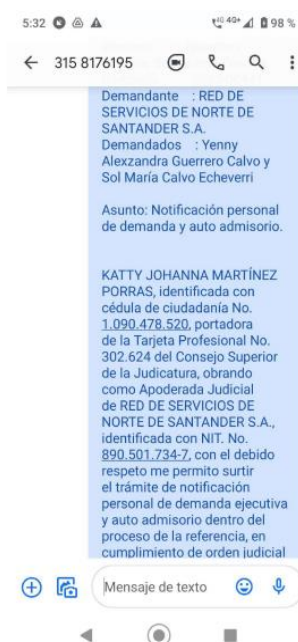 5:32 98 %
315 8176195
Demandante : RED DE
SERVICIOS DE NORTE DE
SANTANDER S.A.
Demandados : Yenny
Alexzandra Guerrero Calvo y
Sol María Calvo Echeverri
Asunto: Notificación personal
de demanda y auto admisorio.
KATTY JOHANNA MARTÍNEZ
PORRAS, identificada con
cédula de ciudadanía No.
1.090.478.520, portadora
de la Tarjeta Profesional No.
302.624 del Consejo Superior
de la Judicatura, obrando
como Apoderada Judicial
de RED DE SERVICIOS DE
NORTE DE SANTANDER S.A.,
identificada con NIT. No.
890.501.734-7, con el debido
respeto me permito surtir
el trámite de notificación
personal de demanda ejecutiva
y auto admisorio dentro del
proceso de la referencia, en
cumplimiento de orden judicial
Mensaje de texto